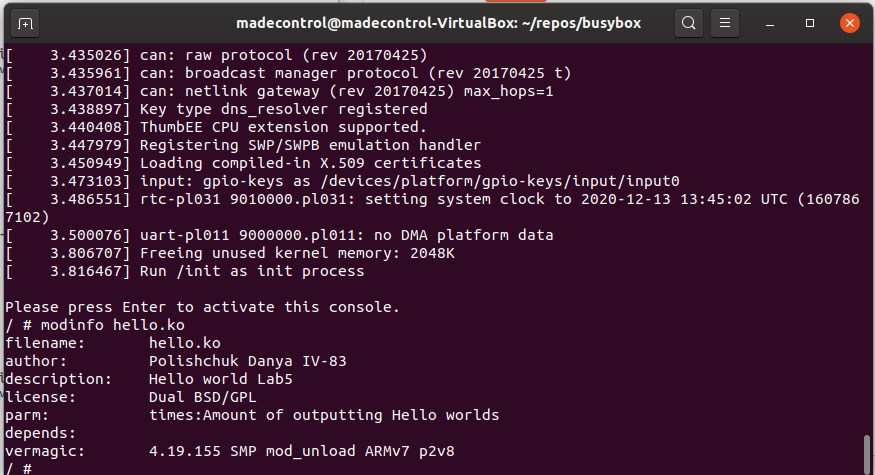 madecontrol@madecontrol-VirtualBox: ~/repos/busybox
[    3.435026] can: raw protocol (rev 20170425)
[    3.435961] can: broadcast manager protocol (rev 20170425 t)
[    3.437014] can: netlink gateway (rev 20170425) max_hops=1
[    3.438897] Key type dns_resolver registered
[    3.440408] ThumbEE CPU extension supported.
[    3.447979] Registering SWP/SWPB emulation handler
[    3.450949] Loading compiled-in X.509 certificates
[    3.473103] input: gpio-keys as /devices/platform/gpio-keys/input/input0
[    3.486551] rtc-pl031 9010000.pl031: setting system clock to 2020-12-13 13:45:02 UTC (160786
7102)
[    3.500076] uart-pl011 9000000.pl011: no DMA platform data
[    3.806707] Freeing unused kernel memory: 2048K
[    3.816467] Run /init as init process
Please press Enter to activate this console.
/ # modinfo hello.ko
filename:       hello.ko
author:         Polishchuk Danya IV-83
description:    Hello world Lab5
license:        Dual BSD/GPL
parm:           times:Amount of outputting Hello worlds
depends:
vermagic:       4.19.155 SMP mod_unload ARMv7 p2v8
/ #